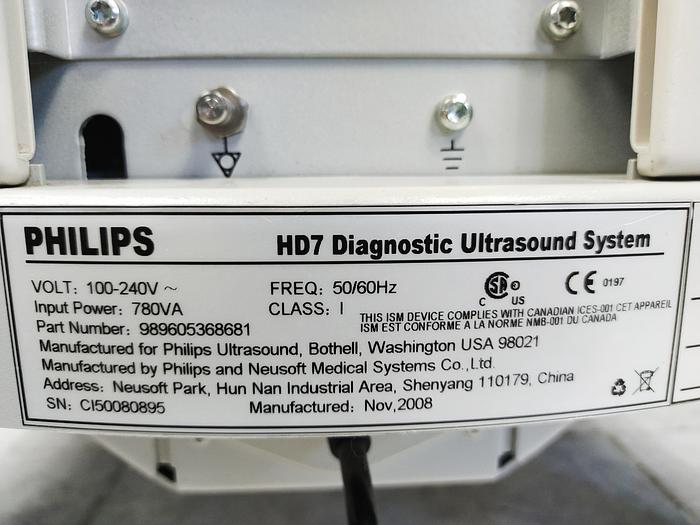 PHILIPS HD7 Diagnostic Ultrasound System
VOLT: 100-240V ~ FREQ: 50/60Hz
Input Power: 780VA CLASS: I
C US CE 0197
THIS ISM DEVICE COMPLIES WITH CANADIAN ICES-001 CET APPAREIL
ISM EST CONFORME A LA NORME NMB-001 DU CANADA
Part Number: 989605368681
Manufactured for Philips Ultrasound, Bothell, Washington USA 98021
Manufactured by Philips and Neusoft Medical Systems Co.,Ltd.
Address: Neusoft Park, Hun Nan Industrial Area, Shenyang 110179, China
SN: CI50080895 Manufactured: Nov,2008